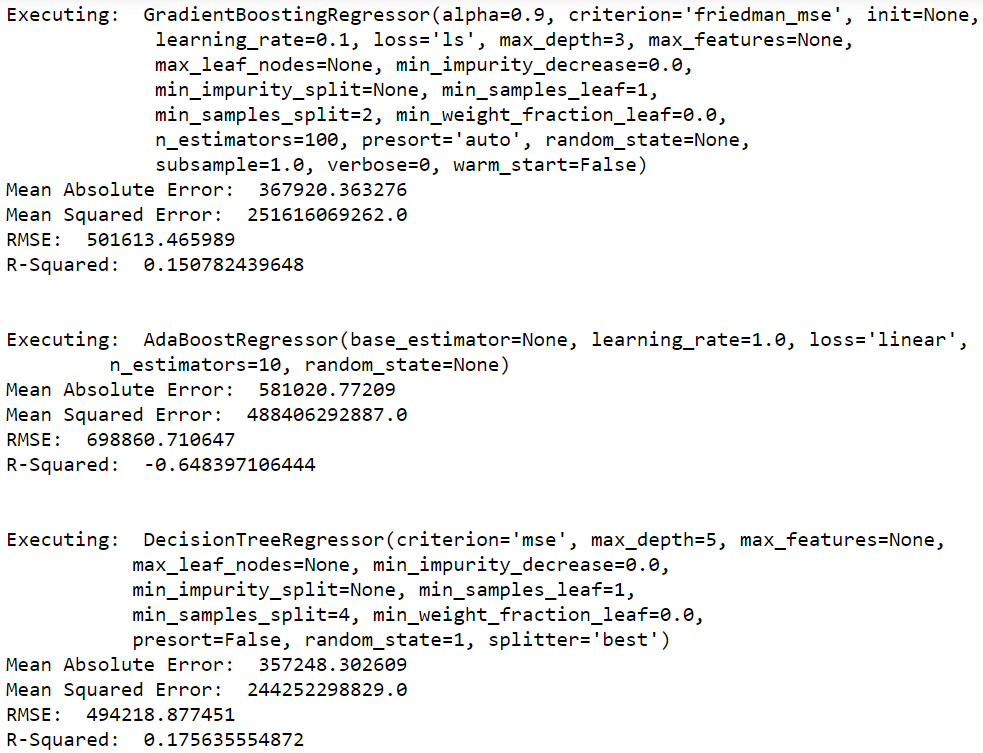 Executing:  GradientBoostingRegressor(alpha=0.9, criterion='friedman_mse', init=None,
             learning_rate=0.1, loss='ls', max_depth=3, max_features=None,
             max_leaf_nodes=None, min_impurity_decrease=0.0,
             min_impurity_split=None, min_samples_leaf=1,
             min_samples_split=2, min_weight_fraction_leaf=0.0,
             n_estimators=100, presort='auto', random_state=None,
             subsample=1.0, verbose=0, warm_start=False)
Mean Absolute Error:  367920.363276
Mean Squared Error:  251616069262.0
RMSE:  501613.465989
R-Squared:  0.150782439648
Executing:  AdaBoostRegressor(base_estimator=None, learning_rate=1.0, loss='linear',
         n_estimators=10, random_state=None)
Mean Absolute Error:  581020.77209
Mean Squared Error:  488406292887.0
RMSE:  698860.710647
R-Squared:  -0.648397106444
Executing:  DecisionTreeRegressor(criterion='mse', max_depth=5, max_features=None,
           max_leaf_nodes=None, min_impurity_decrease=0.0,
           min_impurity_split=None, min_samples_leaf=1,
           min_samples_split=4, min_weight_fraction_leaf=0.0,
           presort=False, random_state=1, splitter='best')
Mean Absolute Error:  357248.302609
Mean Squared Error:  244252298829.0
RMSE:  494218.877451
R-Squared:  0.175635554872